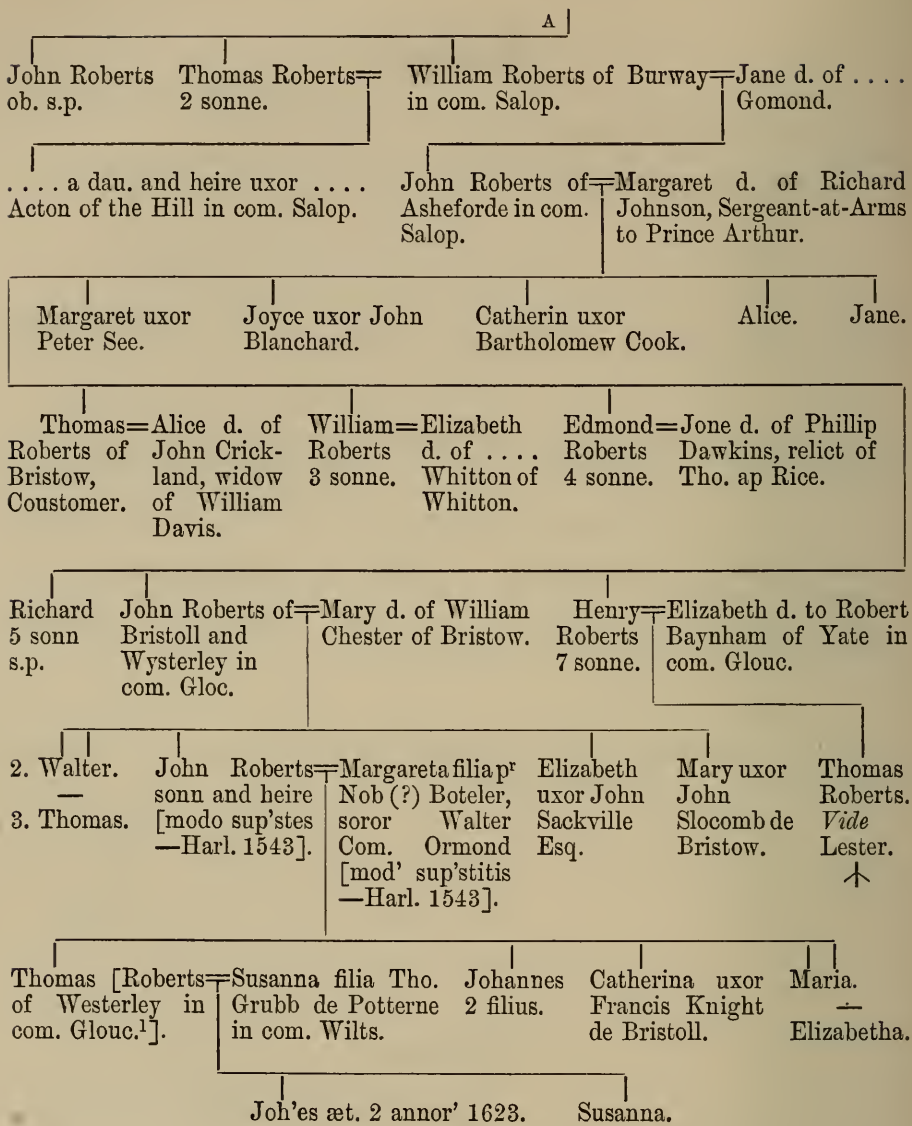 A
John Roberts
ob. s.p.
Thomas Roberts
2 sonne.
William Roberts of Burway
in com. Salop.
Jane d. of . . . .
Gomond.
. . . . a dau. and heire uxor . . . .
Acton of the Hill in com. Salop.
John Roberts of
Asheforde in com.
Salop.
Margaret d. of Richard
Johnson, Sergeant-at-Arms
to Prince Arthur.
Margaret uxor
Peter See.
Joyce uxor John
Blanchard.
Catherin uxor
Bartholomew Cook.
Alice.
Jane.
Thomas
Roberts of
Bristow,
Coustomer.
Alice d. of
John Crick-
land, widow
of William
Davis.
William
Roberts
3 sonne.
Elizabeth
d. of . . . .
Whitton of
Whitton.
Edmond
Roberts
4 sonne.
Jone d. of Phillip
Dawkins, relict of
Tho. ap Rice.
Richard
5 sonn
s.p.
John Roberts of
Bristoll and
Wysterley in
com. Gloc.
Mary d. of William
Chester of Bristow.
Henry
Roberts
7 sonne.
Elizabeth d. to Robert
Baynham of Yate in
com. Glouc.
2. Walter.
—
3. Thomas.
John Roberts
sonn and heire
[modo sup'stes
—Harl. 1543].
Margareta filia pr
Nob (?) Boteler,
soror Walter
Com. Ormond
[mod' sup'stitis
—Harl. 1543].
Elizabeth
uxor John
Sackville
Esq.
Mary uxor
John
Slocomb de
Bristow.
Thomas
Roberts.
Vide
Lester.
Thomas [Roberts
of Westerley in
com. Glouc.1].
Susanna filia Tho.
Grubb de Potterne
in com. Wilts.
Johannes
2 filius.
Catherina uxor
Francis Knight
de Bristoll.
Maria.
—
Elizabetha.
Joh'es æt. 2 annor' 1623.
Susanna.